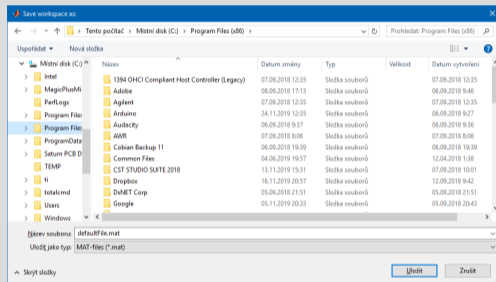 Save workspace as
Tento počítač > Místní disk (C:) > Program Files (x86) >
Prohledat: Program Files (x86)
Uspořádat
Nová složka
Místní disk (C:)
Intel
MagicPlusMi
PerfLogs
Program Files
Program Files
ProgramData
Saturn PCB D
TEMP
ti
totalcmd
Users
Windows
Název Datum změny Typ Velikost Datum vytvoření
1394 OHCI Compliant Host Controller (Legacy) 07.09.2018 12:35 Složka souborů 07.09.2018 12:35
Adobe 08.09.2018 17:13 Složka souborů 06.09.2018 9:46
Agilent 07.09.2018 12:35 Složka souborů 07.09.2018 12:35
Arduino 24.11.2019 12:35 Složka souborů 06.09.2018 9:27
Audacity 06.09.2018 9:37 Složka souborů 06.09.2018 9:36
AWR 07.09.2018 8:06 Složka souborů 07.09.2018 8:06
Cobian Backup 11 06.09.2018 19:39 Složka souborů 06.09.2018 19:39
Common Files 04.06.2019 19:57 Složka souborů 12.04.2018 1:38
CST STUDIO SUITE 2018 13.11.2019 15:31 Složka souborů 07.09.2018 10:01
Dropbox 16.11.2019 20:57 Složka souborů 12.09.2018 9:42
DsNET Corp 05.09.2018 21:51 Složka souborů 05.09.2018 21:51
Google 05.11.2019 20:33 Složka souborů 05.09.2018 20:43
Název souboru: defaultFile.mat
Uložit jako typ: MAT-files (*.mat)
Skrýt složky
Uložit
Zrušit